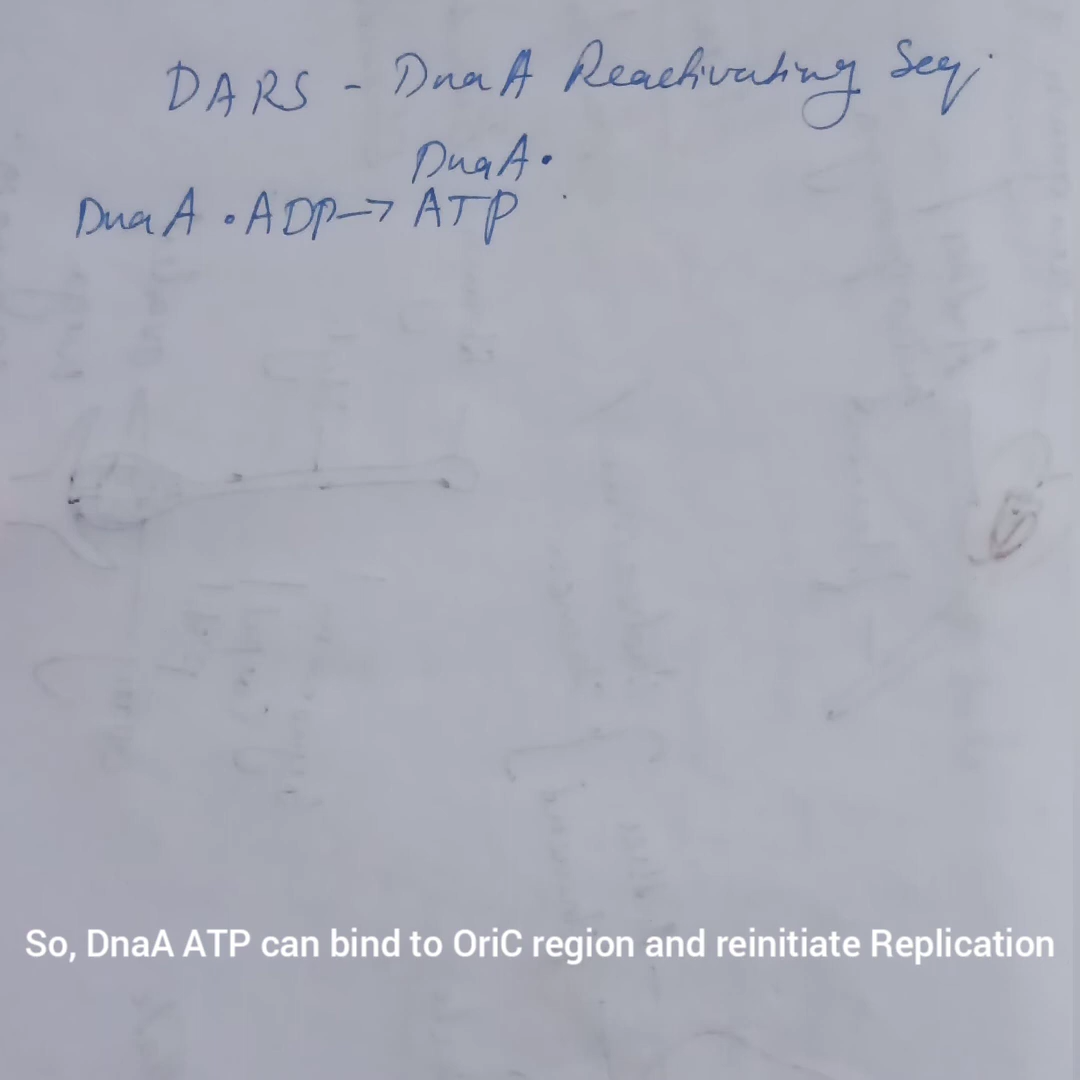 DARS - DnaA Reactivating Seq.
DnaA •
DnaA • ADP → ATP
So, DnaA ATP can bind to OriC region and reinitiate Replication